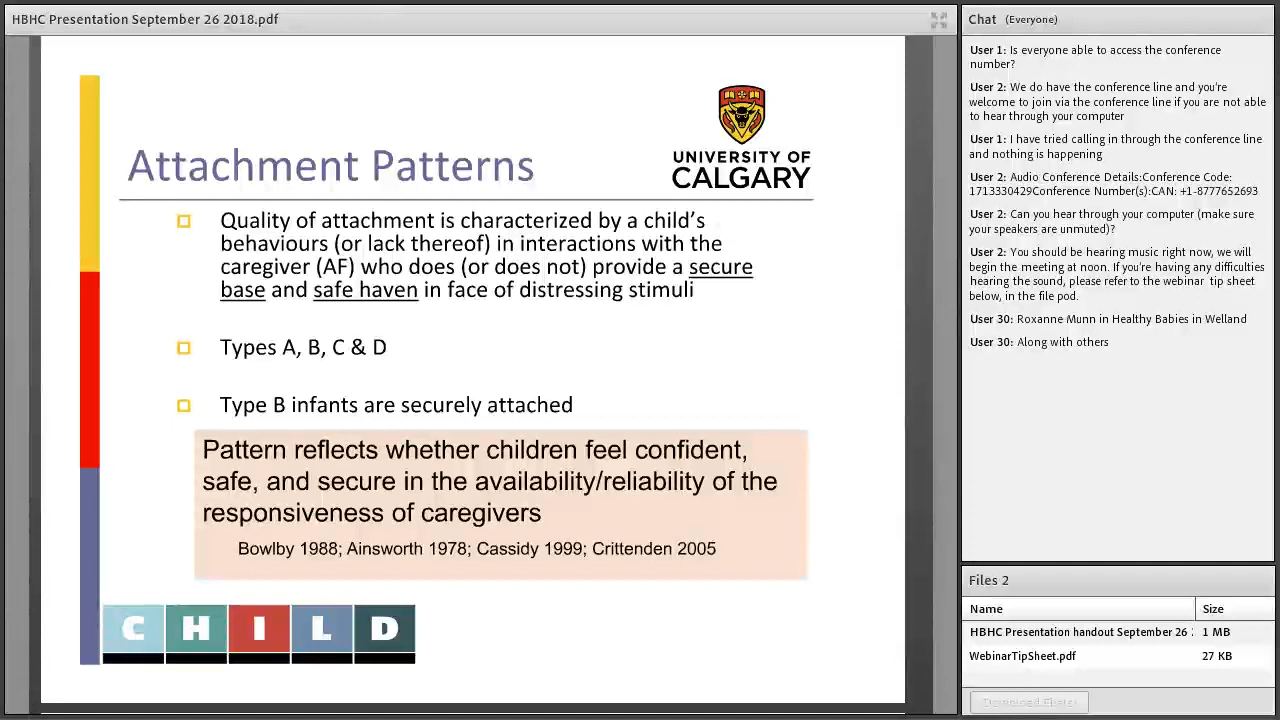 HBHC Presentation September 26 2018.pdf
UNIVERSITY OF
CALGARY
Attachment Patterns
Quality of attachment is characterized by a child’s
behaviours (or lack thereof) in interactions with the
caregiver (AF) who does (or does not) provide a secure
base and safe haven in face of distressing stimuli
Types A, B, C & D
Type B infants are securely attached
Pattern reflects whether children feel confident,
safe, and secure in the availability/reliability of the
responsiveness of caregivers
Bowlby 1988; Ainsworth 1978; Cassidy 1999; Crittenden 2005
C H I L D
Chat (Everyone)
User 1: Is everyone able to access the conference
number?
User 2: We do have the conference line and you're
welcome to join via the conference line if you are not able
to hear through your computer
User 1: I have tried calling in through the conference line
and nothing is happening
User 2: Audio Conference Details:Conference Code:
1713330429Conference Number(s):CAN: +1-8777652693
User 2: Can you hear through your computer (make sure
your speakers are unmuted)?
User 2: You should be hearing music right now, we will
begin the meeting at noon. If you're having any difficulties
hearing the sound, please refer to the webinar tip sheet
below, in the file pod.
User 30: Roxanne Munn in Healthy Babies in Welland
User 30: Along with others
Files 2
Name Size
HBHC Presentation handout September 26 1 MB
WebinarTipSheet.pdf 27 KB
Download File(s)